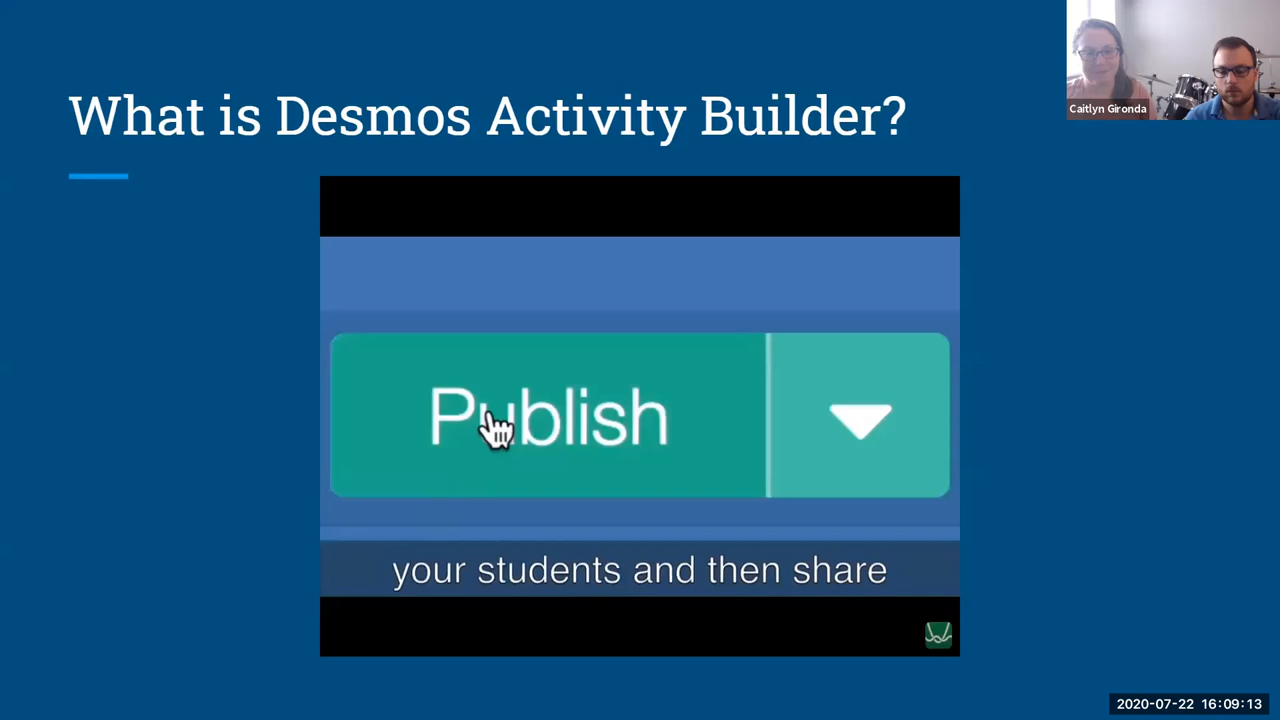 What is Desmos Activity Builder?
Caitlyn Gironda
Publish
your students and then share
2020-07-22 16:09:13